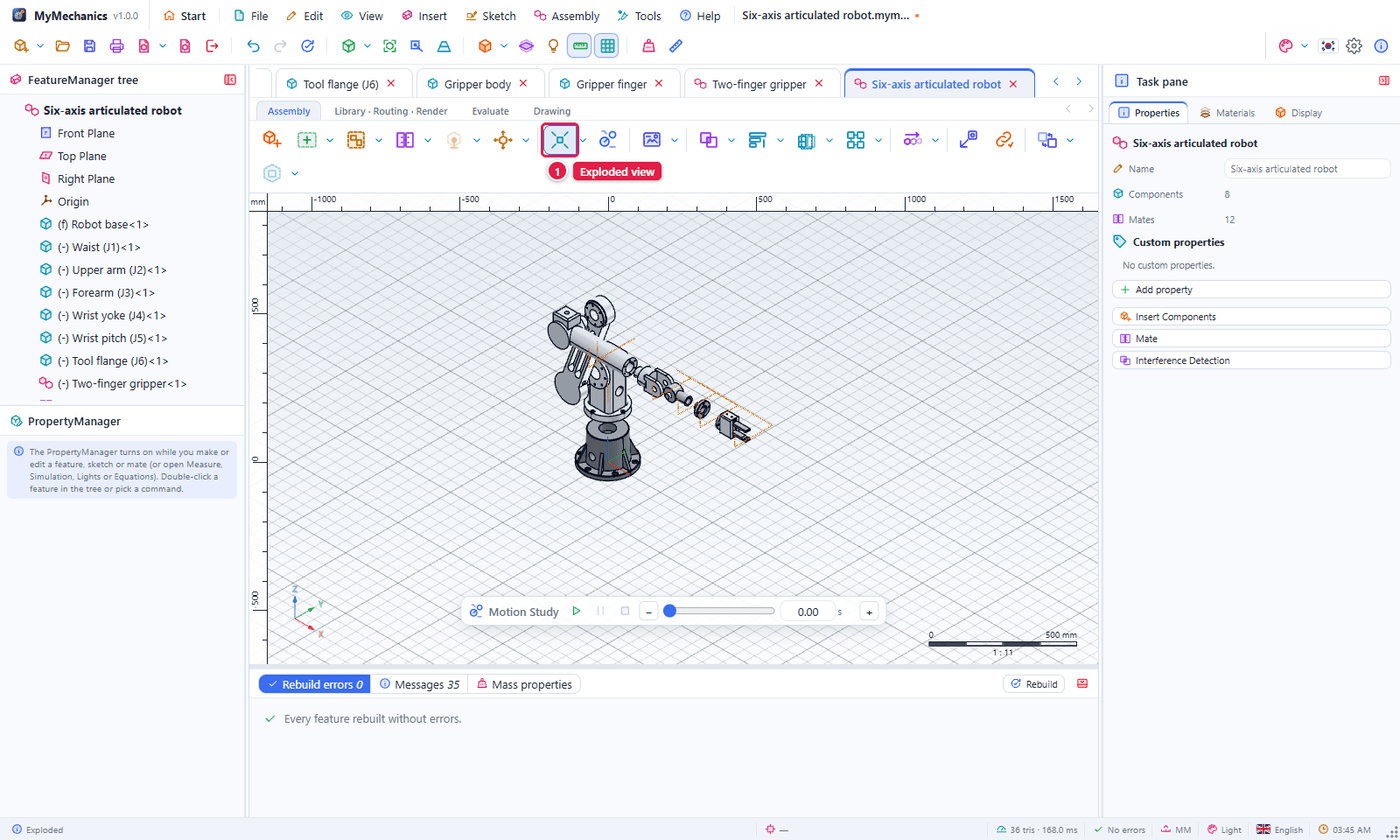 MyMechanics v1.0.0 Start File Edit View Insert Sketch Assembly Tools Help Six-axis articulated robot.mym...
FeatureManager tree
Six-axis articulated robot
Front Plane
Top Plane
Right Plane
Origin
(f) Robot base<1>
(-) Waist (J1)<1>
(-) Upper arm (J2)<1>
(-) Forearm (J3)<1>
(-) Wrist yoke (J4)<1>
(-) Wrist pitch (J5)<1>
(-) Tool flange (J6)<1>
(-) Two-finger gripper<1>
PropertyManager
The PropertyManager turns on while you make or
edit a feature, sketch or mate (or open Measure,
Simulation, Lights or Equations). Double-click a
feature in the tree or pick a command.
Tool flange (J6) Gripper body Gripper finger Two-finger gripper Six-axis articulated robot
Assembly Library · Routing · Render Evaluate Drawing
1 Exploded view
mm -1000 -500 0 500 1000 1500
500
0
500
Z
Y
X
Motion Study − 0.00 s +
0 500 mm
1 : 11
Rebuild errors 0 Messages 35 Mass properties Rebuild
Every feature rebuilt without errors.
Task pane
Properties Materials Display
Six-axis articulated robot
Name Six-axis articulated robot
Components 8
Mates 12
Custom properties
No custom properties.
Add property
Insert Components
Mate
Interference Detection
Exploded — 36 tris · 168.0 ms No errors MM Light English 03:45 AM